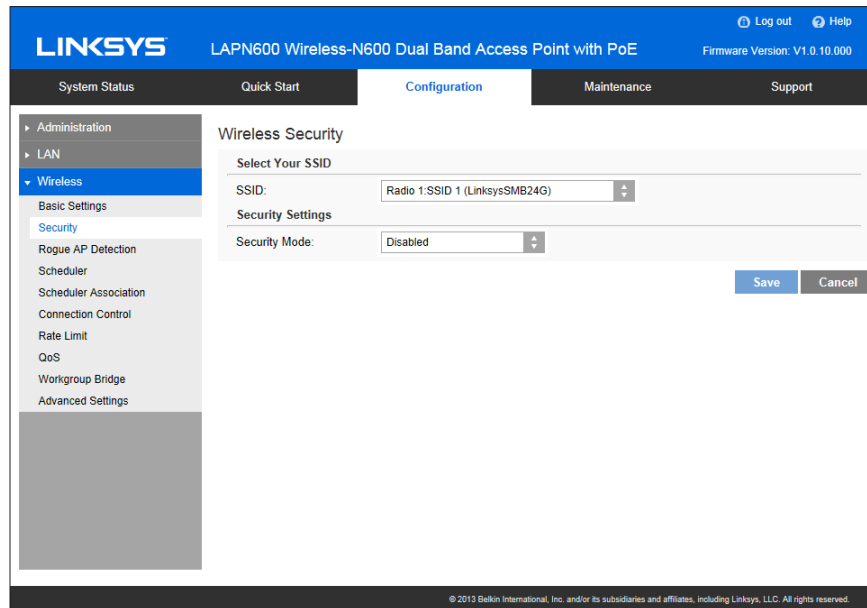 Log out Help
LINKSYS LAPN600 Wireless-N600 Dual Band Access Point with PoE Firmware Version: V1.0.10.000
System Status Quick Start Configuration Maintenance Support
Administration
LAN
Wireless
Basic Settings
Security
Rogue AP Detection
Scheduler
Scheduler Association
Connection Control
Rate Limit
QoS
Workgroup Bridge
Advanced Settings
Wireless Security
Select Your SSID
SSID: Radio 1:SSID 1 (LinksysSMB24G)
Security Settings
Security Mode: Disabled
Save Cancel
© 2013 Belkin International, Inc. and/or its subsidiaries and affiliates, including Linksys, LLC. All rights reserved.